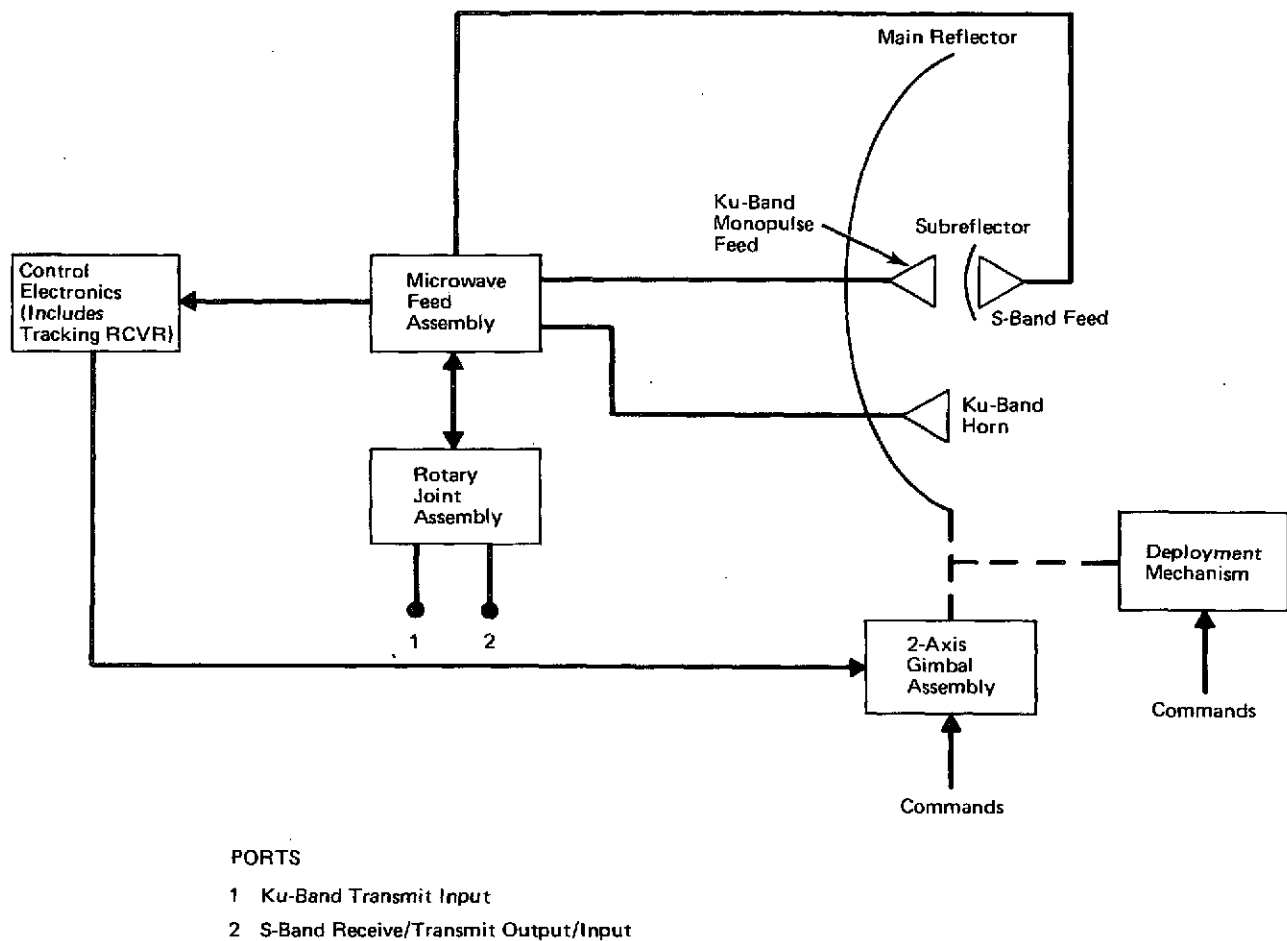 Main Reflector
Ku-Band
Monopulse
Feed
Subreflector
S-Band Feed
Control
Electronics
(Includes
Tracking RCVR)
Microwave
Feed
Assembly
Ku-Band
Horn
Rotary
Joint
Assembly
Deployment
Mechanism
1
2
2-Axis
Gimbal
Assembly
Commands
Commands
PORTS
1 Ku-Band Transmit Input
2 S-Band Receive/Transmit Output/Input